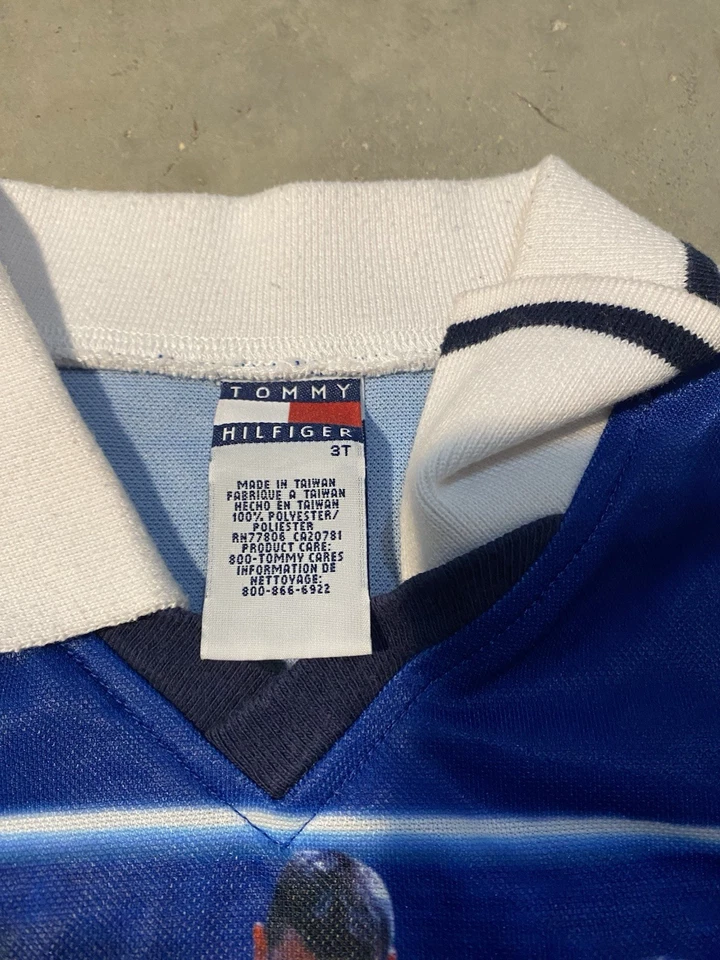 TOMMY
HILFIGER
3T
MADE IN TAIWAN
FABRIQUE A TAIWAN
HECHO EN TAIWAN
100% POLYESTER/
POLIESTER
RN77806 CA20781
PRODUCT CARE:
800-TOMMY CARES
INFORMATION DE
NETTOYAGE:
800-866-6922